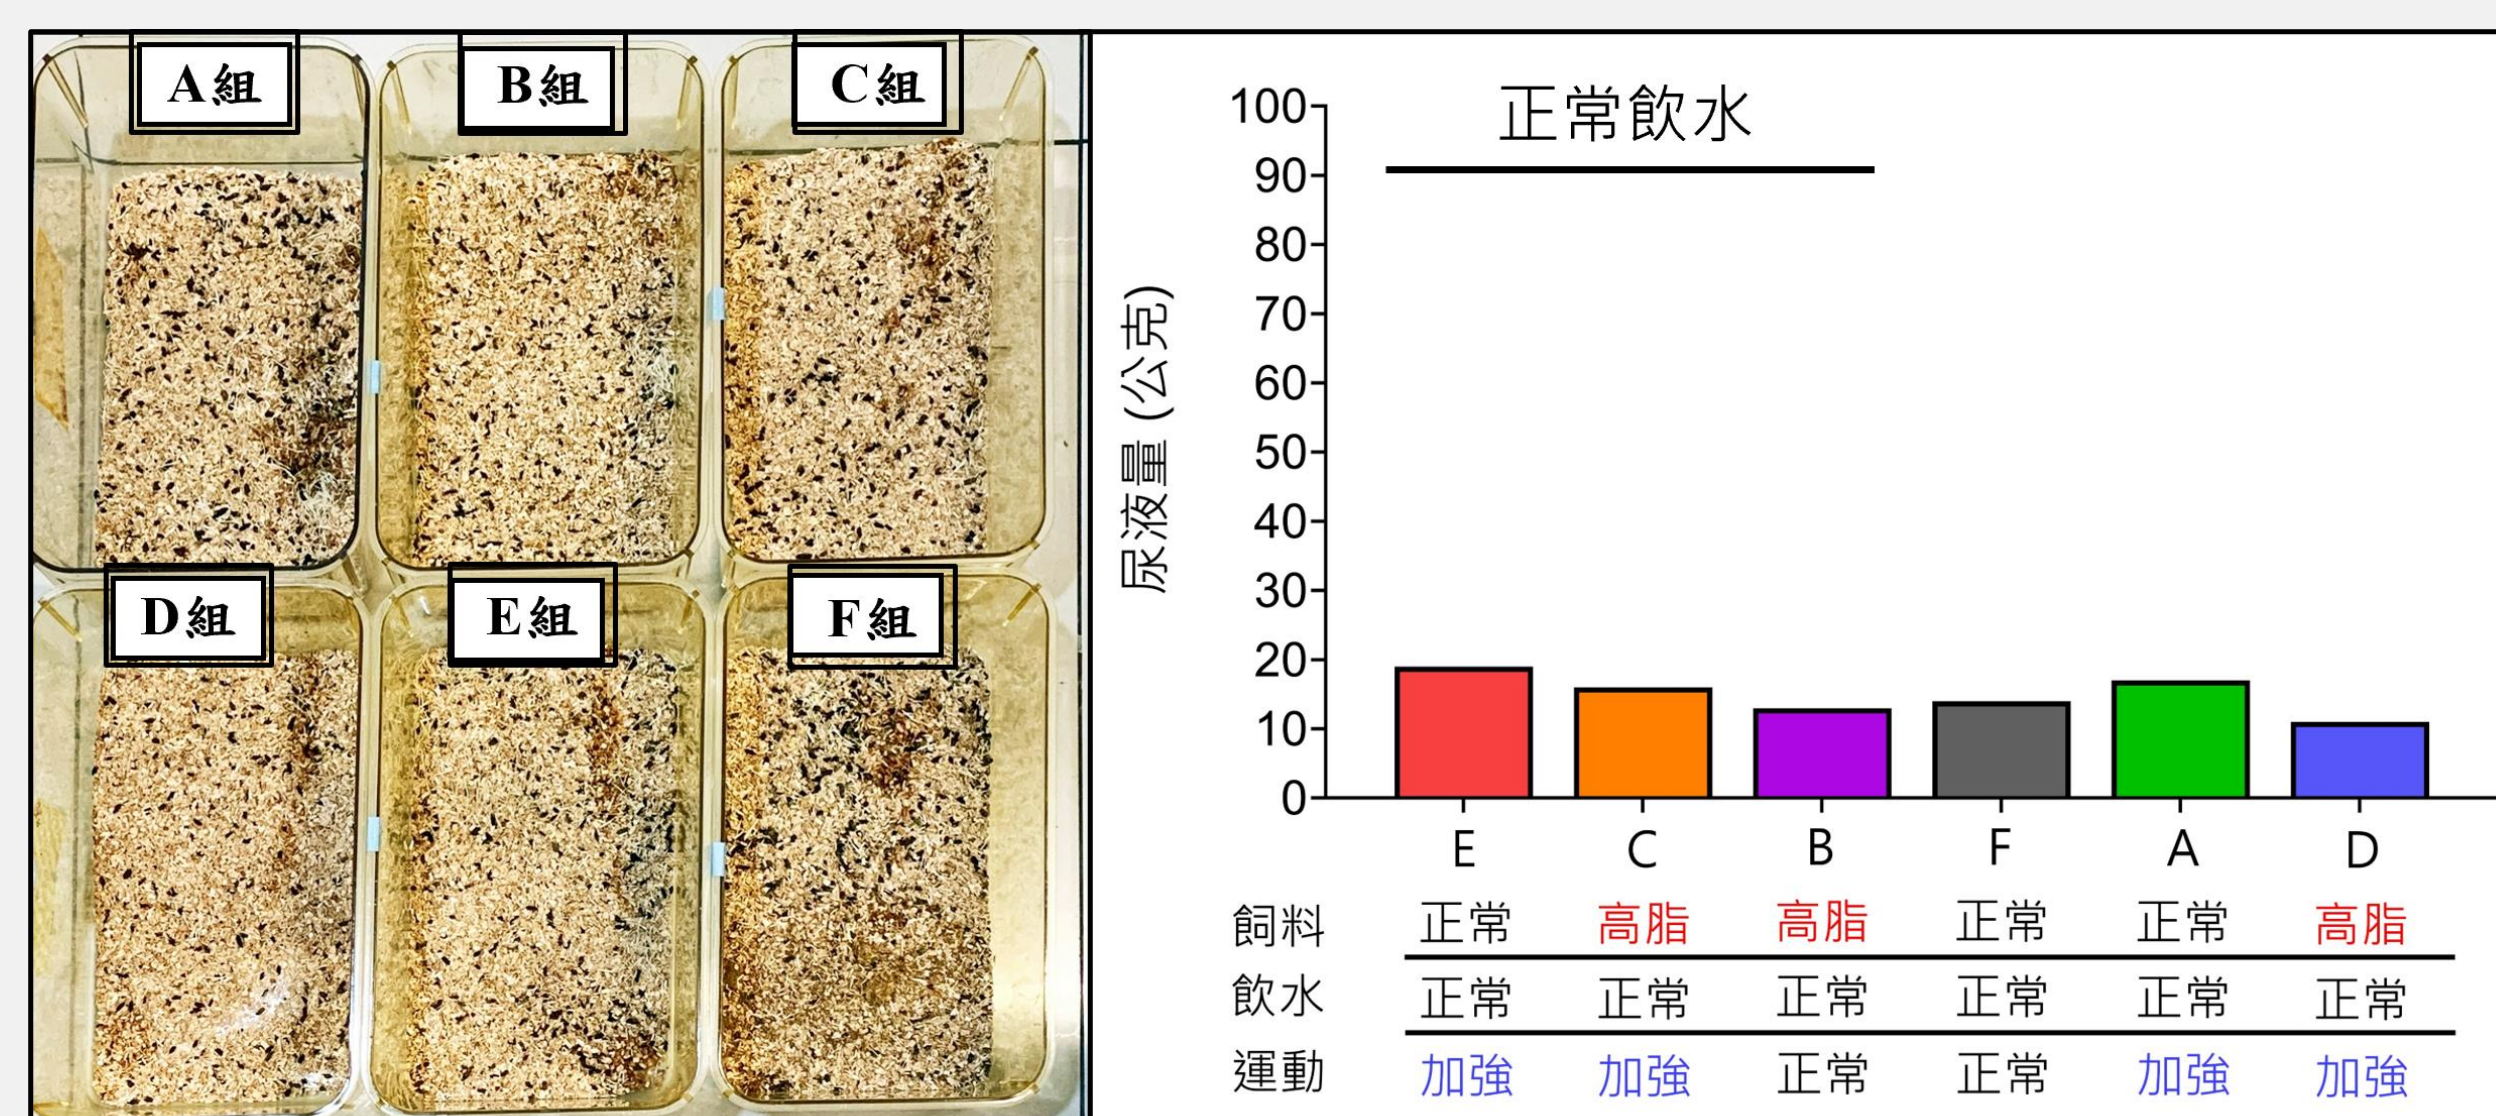 A組
B組
C組
D組
E組
F組
正常飲水
尿液量 (公克)
100
90
80
70
60
50
40
30
20
10
0
E C B F A D
飼料 正常 高脂 高脂 正常 正常 高脂
飲水 正常 正常 正常 正常 正常 正常
運動 加強 加強 正常 正常 加強 加強